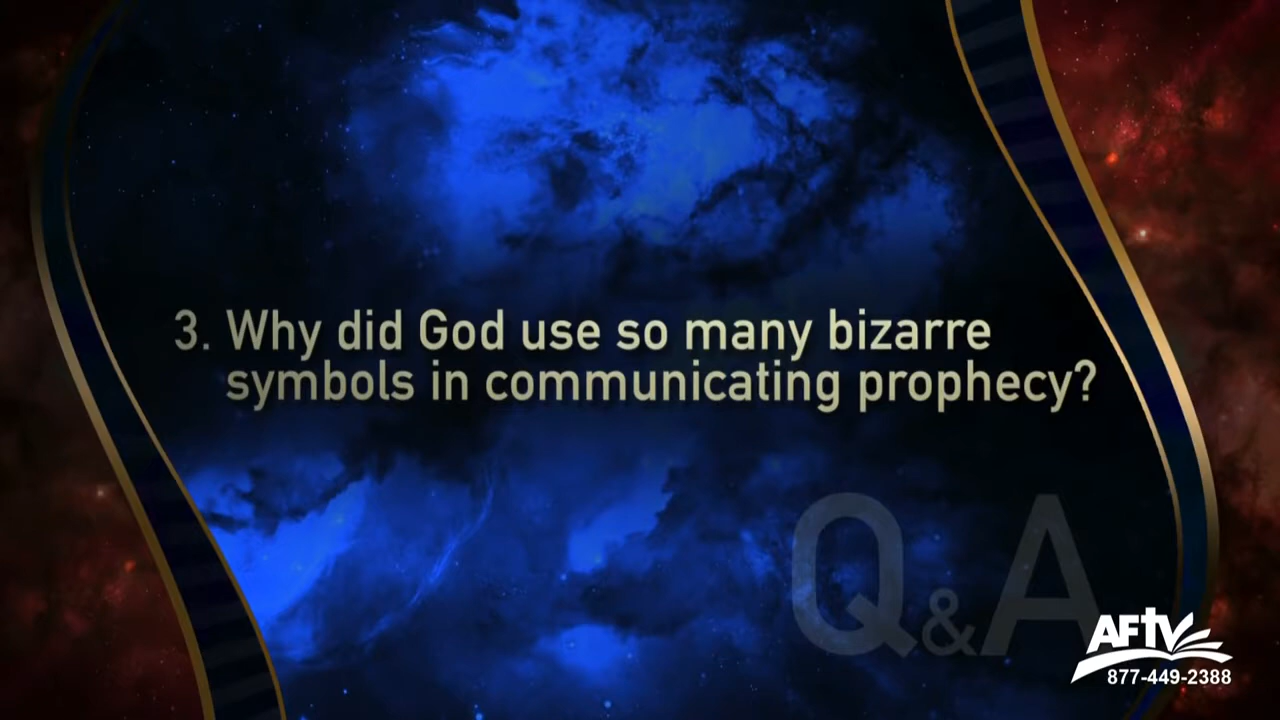 3. Why did God use so many bizarre
symbols in communicating prophecy?
Q&A
AFtv
877-449-2388